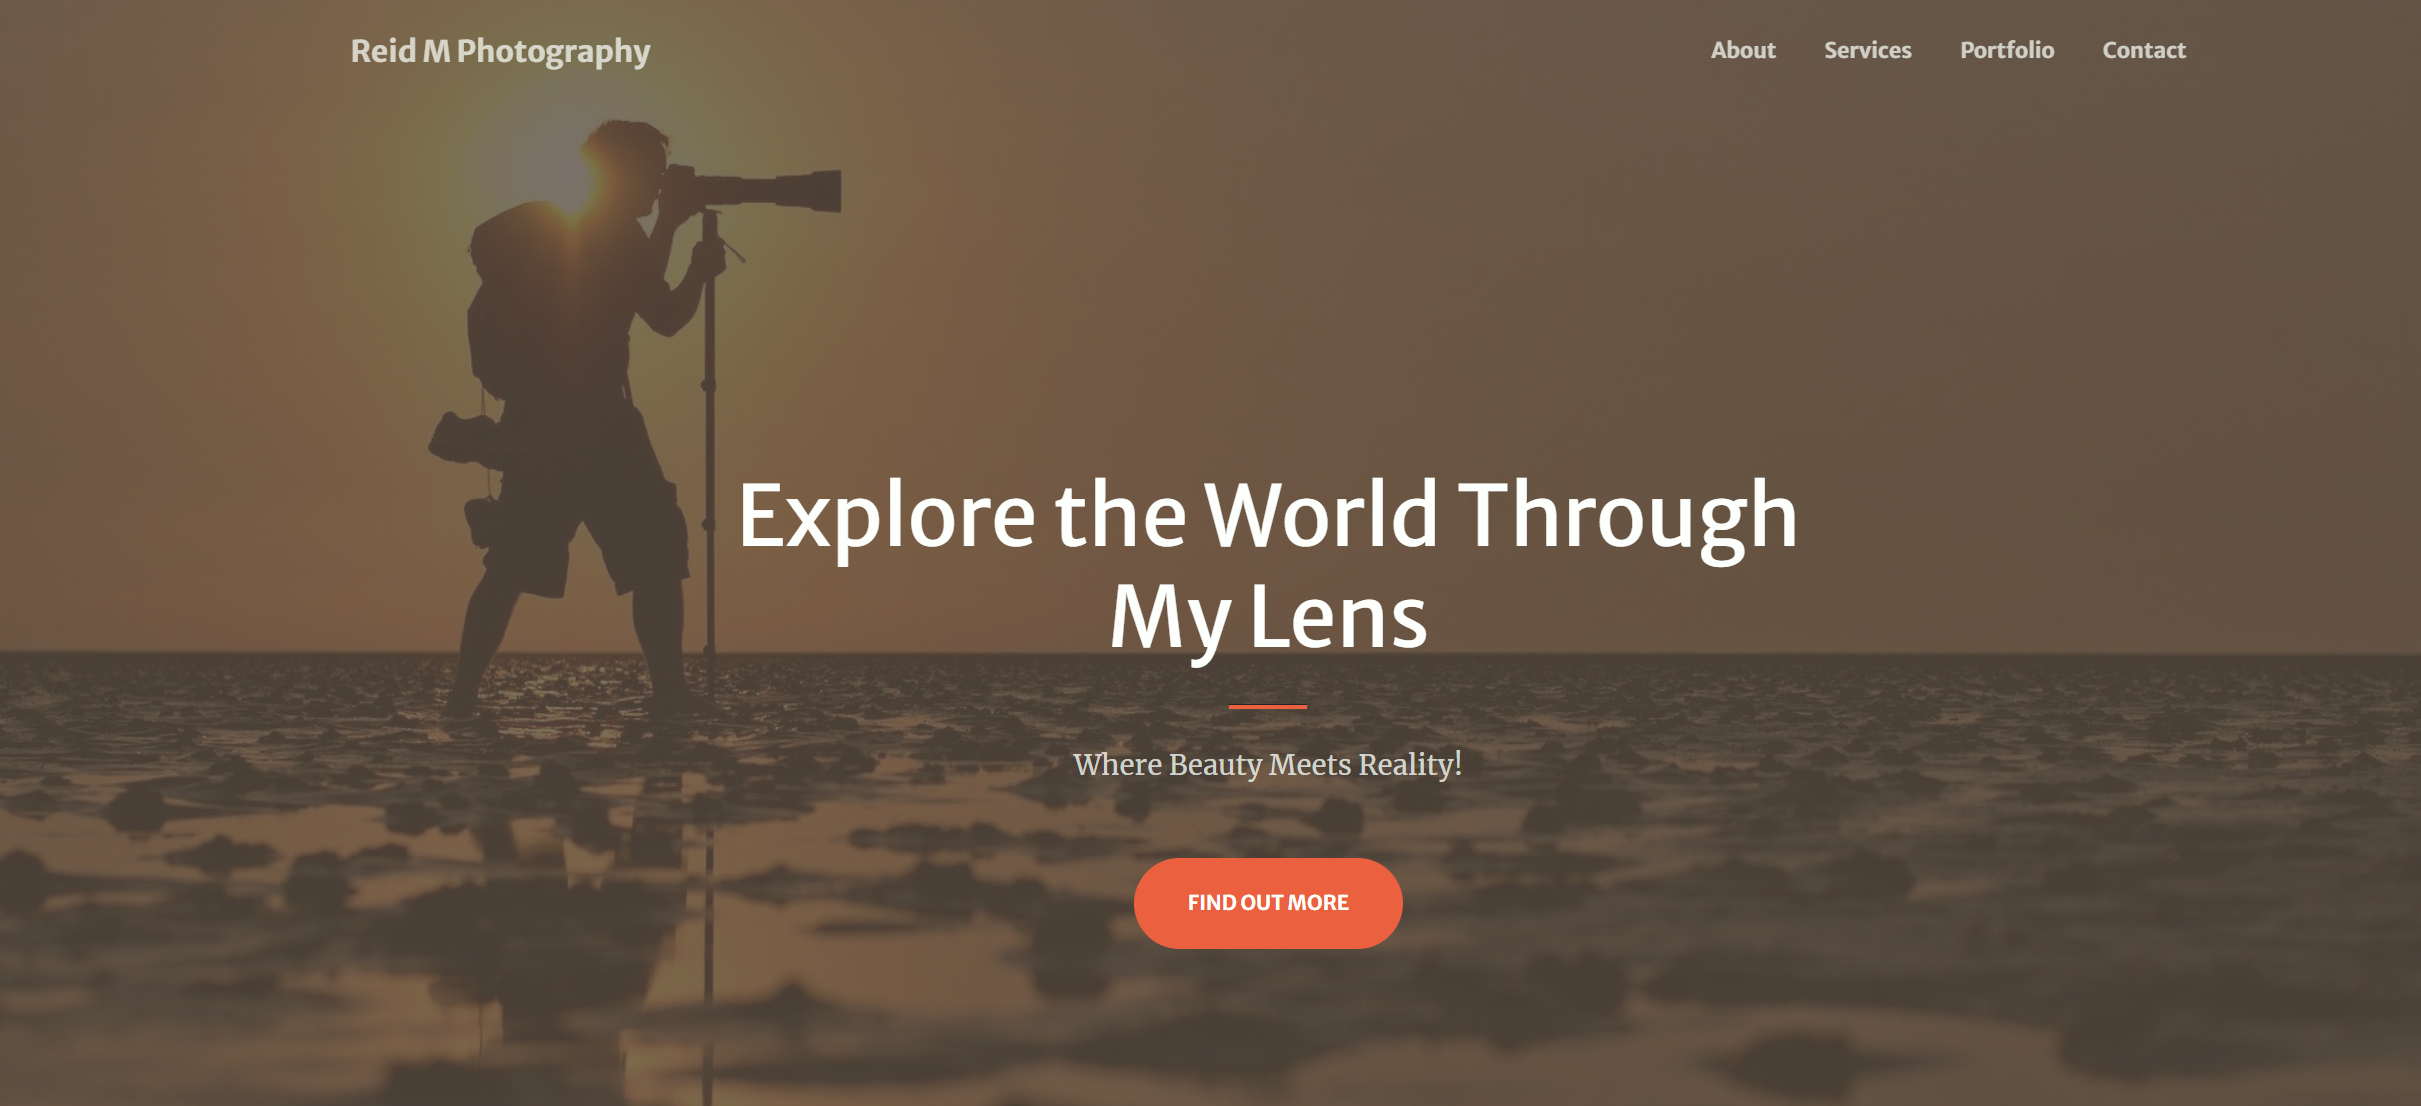 Reid M Photography
About Services Portfolio Contact
Explore the World Through
My Lens
Where Beauty Meets Reality!
FIND OUT MORE